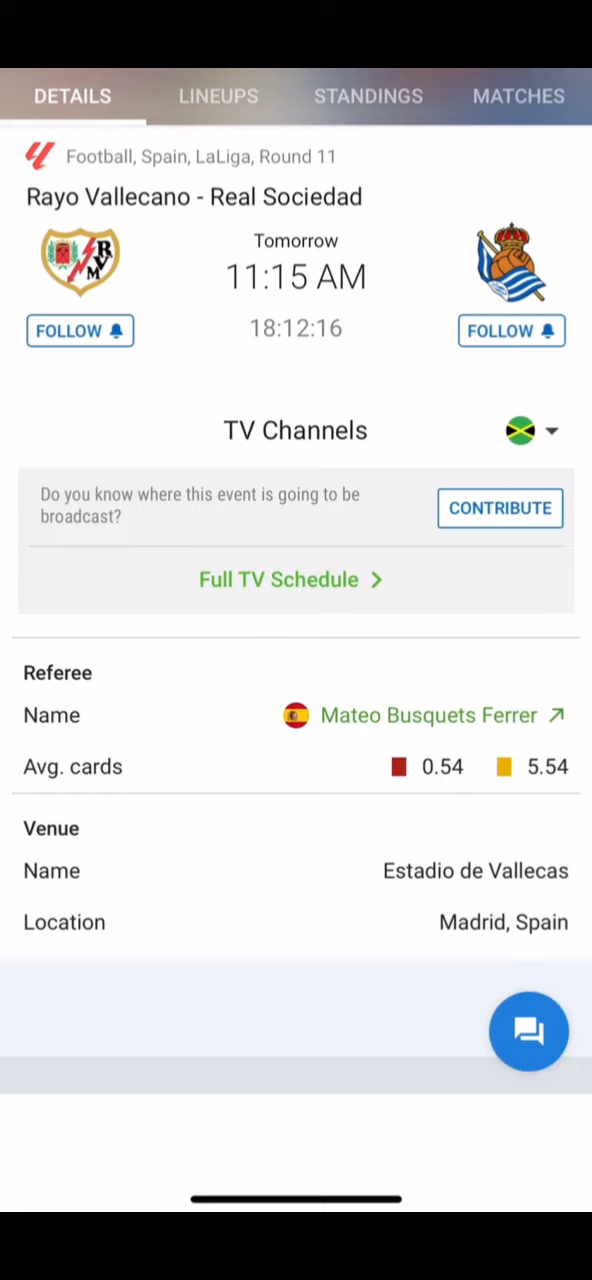 DETAILS LINEUPS STANDINGS MATCHES
Football, Spain, LaLiga, Round 11
Rayo Vallecano - Real Sociedad
Tomorrow
11:15 AM
18:12:16
FOLLOW FOLLOW
TV Channels
Do you know where this event is going to be
broadcast?
CONTRIBUTE
Full TV Schedule
Referee
Name Mateo Busquets Ferrer
Avg. cards 0.54 5.54
Venue
Name Estadio de Vallecas
Location Madrid, Spain